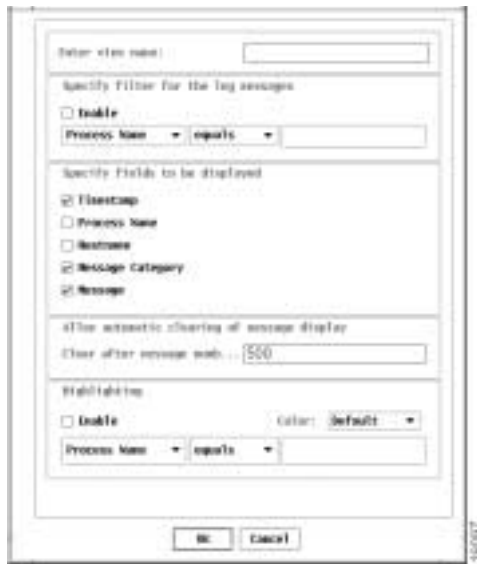 Enter view name:
Specify filter for the log messages
Enable
Process Name equals
Specify fields to be displayed
Timestamp
Process Name
Hostname
Message Category
Message
Allow automatic clearing of message display
Clear after message numb... 500
Highlighting
Enable Color: Default
Process Name equals
OK Cancel